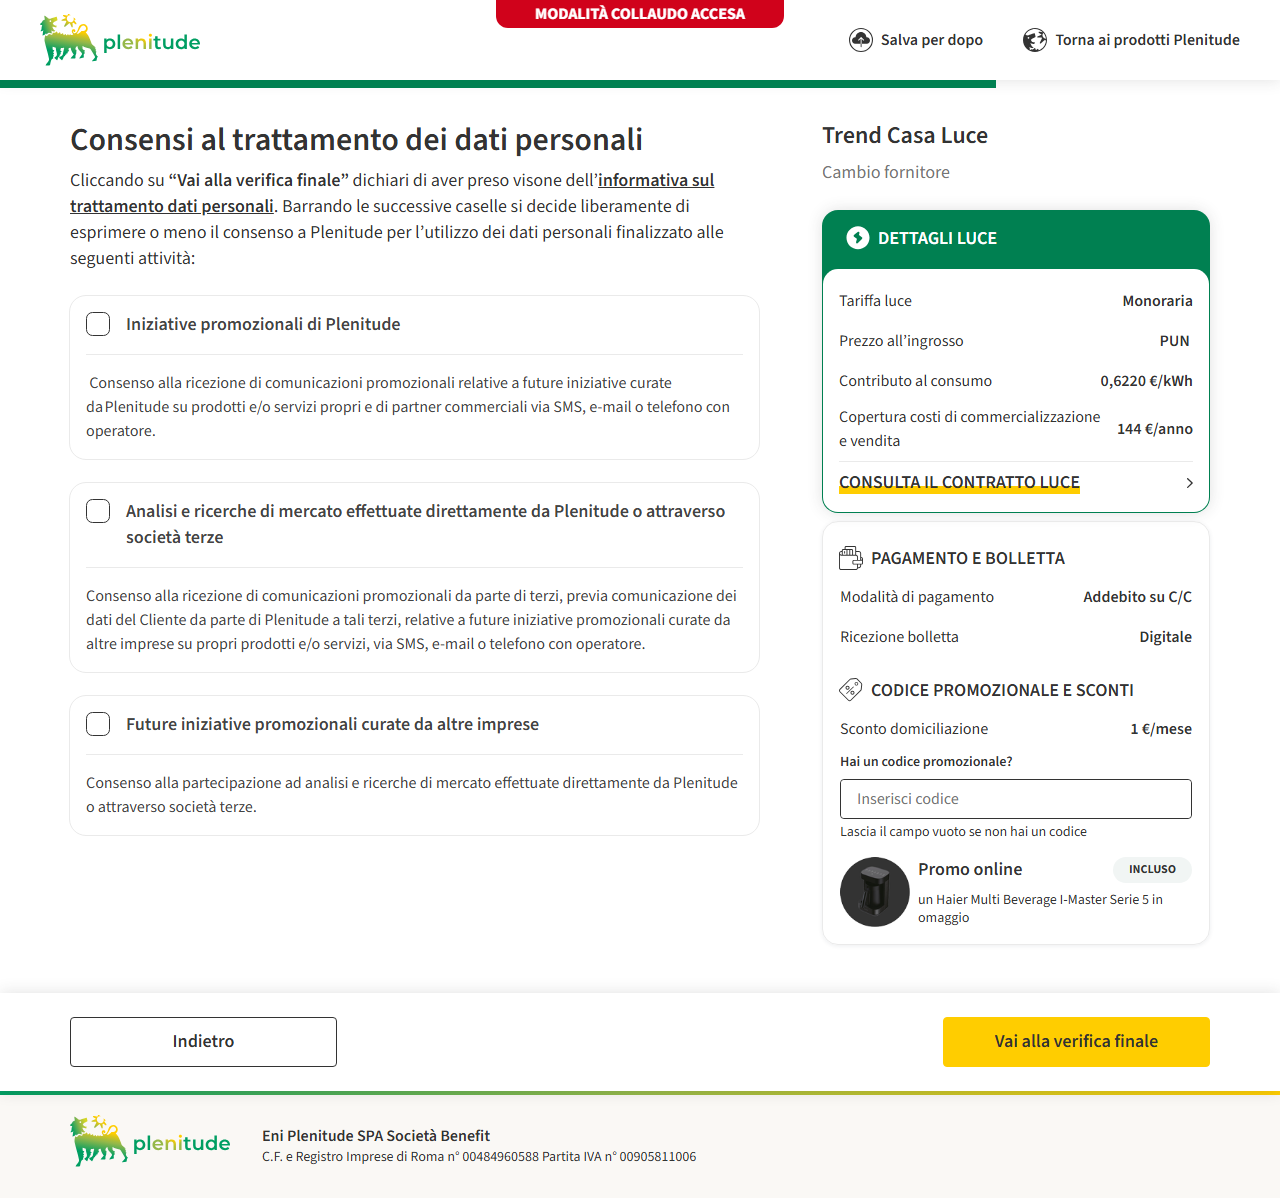 MODALITÀ COLLAUDO ACCESA
plenitude
Salva per dopo
Torna ai prodotti Plenitude
Consensi al trattamento dei dati personali
Cliccando su “Vai alla verifica finale” dichiari di aver preso visone dell’informativa sul
trattamento dati personali. Barrando le successive caselle si decide liberamente di
esprimere o meno il consenso a Plenitude per l’utilizzo dei dati personali finalizzato alle
seguenti attività:
Iniziative promozionali di Plenitude
Consenso alla ricezione di comunicazioni promozionali relative a future iniziative curate
da Plenitude su prodotti e/o servizi propri e di partner commerciali via SMS, e-mail o telefono con
operatore.
Analisi e ricerche di mercato effettuate direttamente da Plenitude o attraverso
società terze
Consenso alla ricezione di comunicazioni promozionali da parte di terzi, previa comunicazione dei
dati del Cliente da parte di Plenitude a tali terzi, relative a future iniziative promozionali curate da
altre imprese su propri prodotti e/o servizi, via SMS, e-mail o telefono con operatore.
Future iniziative promozionali curate da altre imprese
Consenso alla partecipazione ad analisi e ricerche di mercato effettuate direttamente da Plenitude
o attraverso società terze.
Trend Casa Luce
Cambio fornitore
DETTAGLI LUCE
Tariffa luce Monoraria
Prezzo all’ingrosso PUN
Contributo al consumo 0,6220 €/kWh
Copertura costi di commercializzazione
e vendita 144 €/anno
CONSULTA IL CONTRATTO LUCE
PAGAMENTO E BOLLETTA
Modalità di pagamento Addebito su C/C
Ricezione bolletta Digitale
CODICE PROMOZIONALE E SCONTI
Sconto domiciliazione 1 €/mese
Hai un codice promozionale?
Inserisci codice
Lascia il campo vuoto se non hai un codice
Promo online INCLUSO
un Haier Multi Beverage I-Master Serie 5 in
omaggio
Indietro
Vai alla verifica finale
plenitude
Eni Plenitude SPA Società Benefit
C.F. e Registro Imprese di Roma n° 00484960588 Partita IVA n° 00905811006